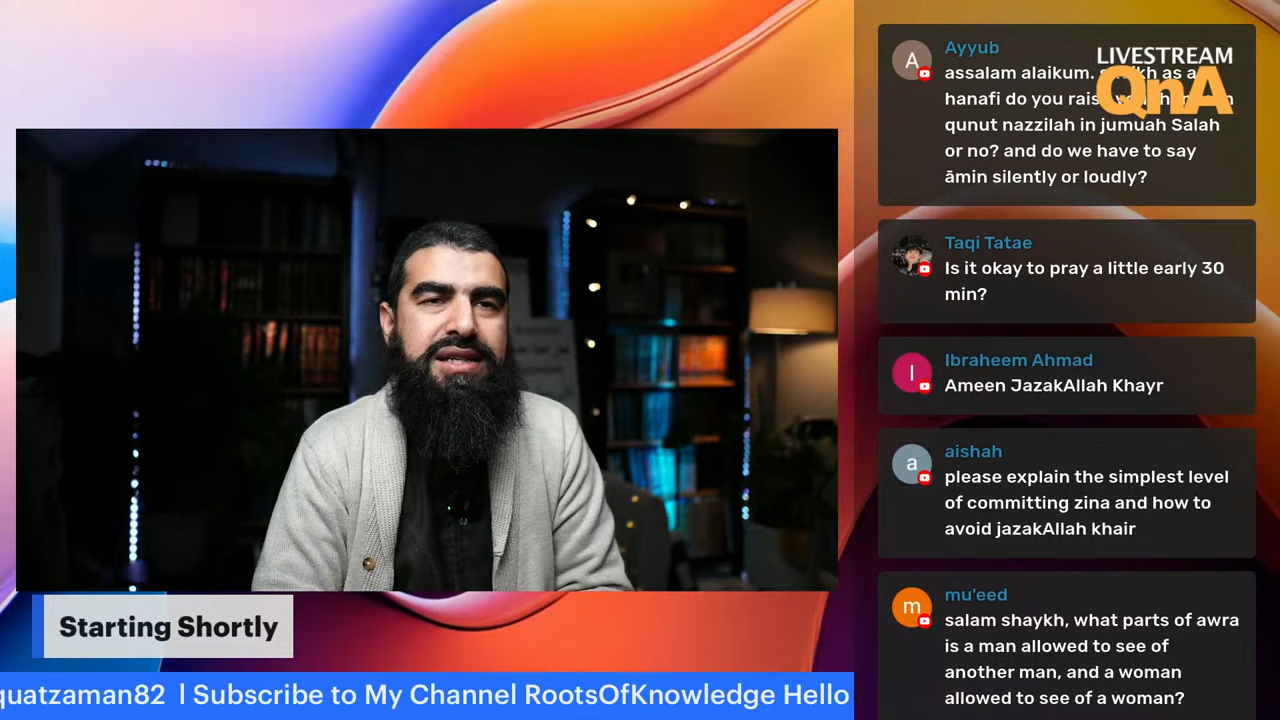 LIVESTREAM
QnA
A
Ayyub
assalam alaikum. as a
hanafi do you
qunut nazzilah in jumuah Salah
or no? and do we have to say
āmin silently or loudly?
Taqi Tatae
Is it okay to pray a little early 30
min?
I
Ibraheem Ahmad
Ameen JazakAllah Khayr
a
aishah
please explain the simplest level
of committing zina and how to
avoid jazakAllah khair
m
mu'eed
salam shaykh, what parts of awra
is a man allowed to see of
another man, and a woman
allowed to see of a woman?
Starting Shortly
quatzaman82 l Subscribe to My Channel RootsOfKnowledge Hello